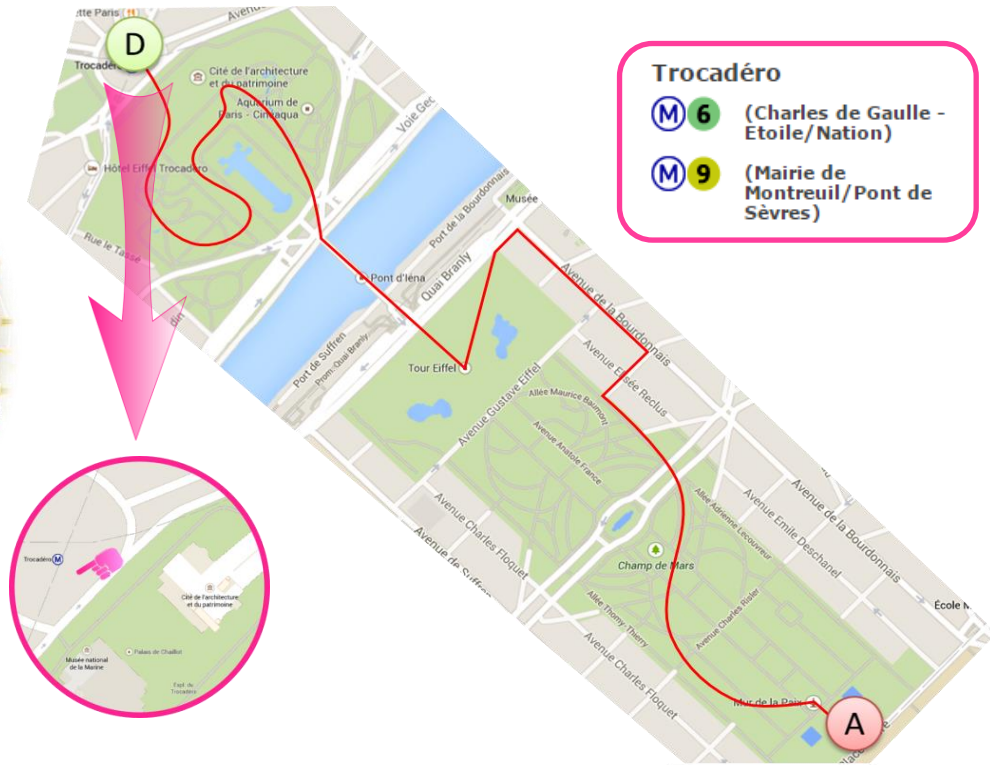 D
Trocadéro
Cité de l'architecture
et du patrimoine
Aquarium de
Paris - Cinéaqua
Hôtel Eiffel Trocadéro
Voie Geo
Port de la Bourdonnais
Musée
Quai Branly
Pont d'Iéna
Port de Suffren
Prom. Quai Branly
Tour Eiffel
Avenue Gustave Eiffel
Avenue de la Bourdonnais
Avenue Elisée Reclus
Allée Maurice Baumont
Avenue Anatole France
Avenue Charles Floquet
Avenue de Suffren
Allée Adrienne Lecouvreur
Avenue Emile Deschanel
Avenue de la Bourdonnais
Champ de Mars
Allée Thomy-Thierry
Avenue Charles Risler
Avenue Charles Floquet
École M
Mur de la Paix
A
Trocadéro
M 6 (Charles de Gaulle -
Etoile/Nation)
M 9 (Mairie de
Montreuil/Pont de
Sèvres)
Trocadéro M
Cité de l'architecture
et du patrimoine
Musée national
de la Marine
Palais de Chaillot